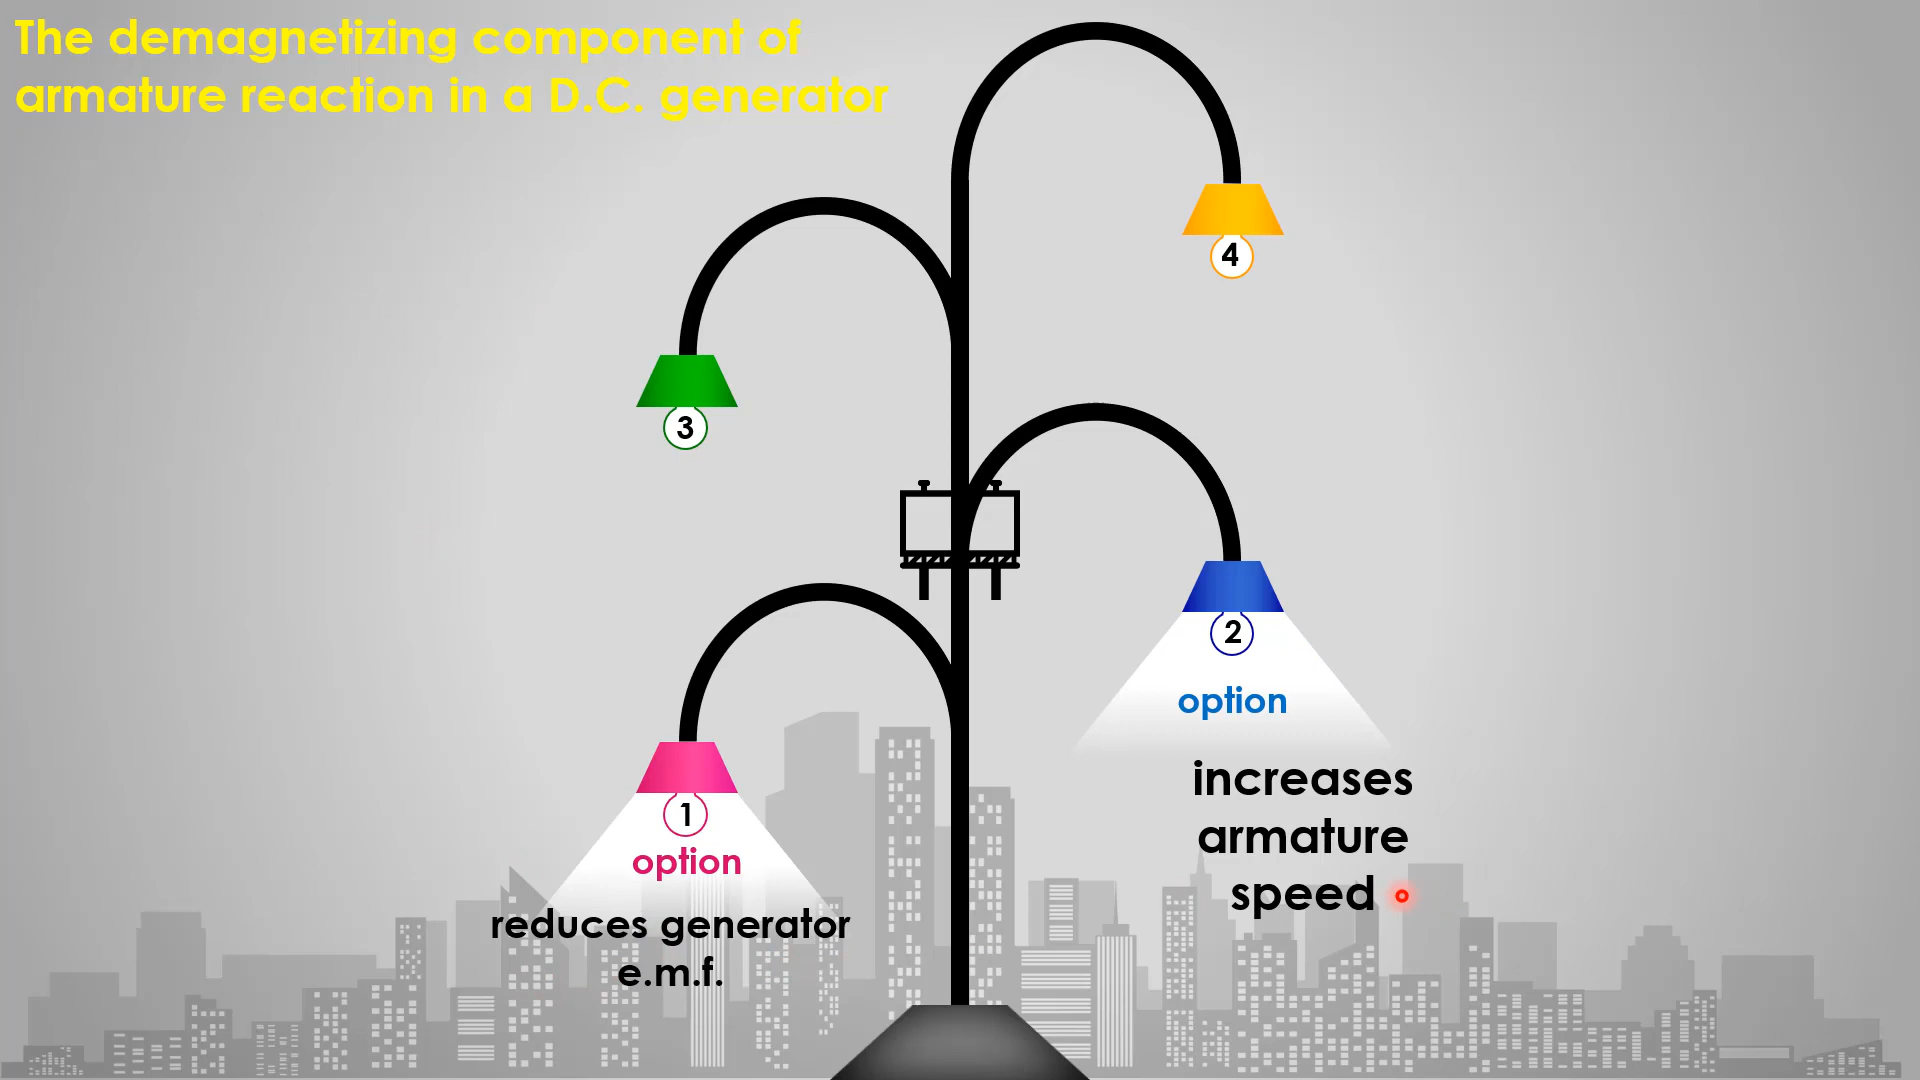 The demagnetizing component of
armature reaction in a D.C. generator
4
3
2
option
increases
armature
speed
1
option
reduces generator
e.m.f.